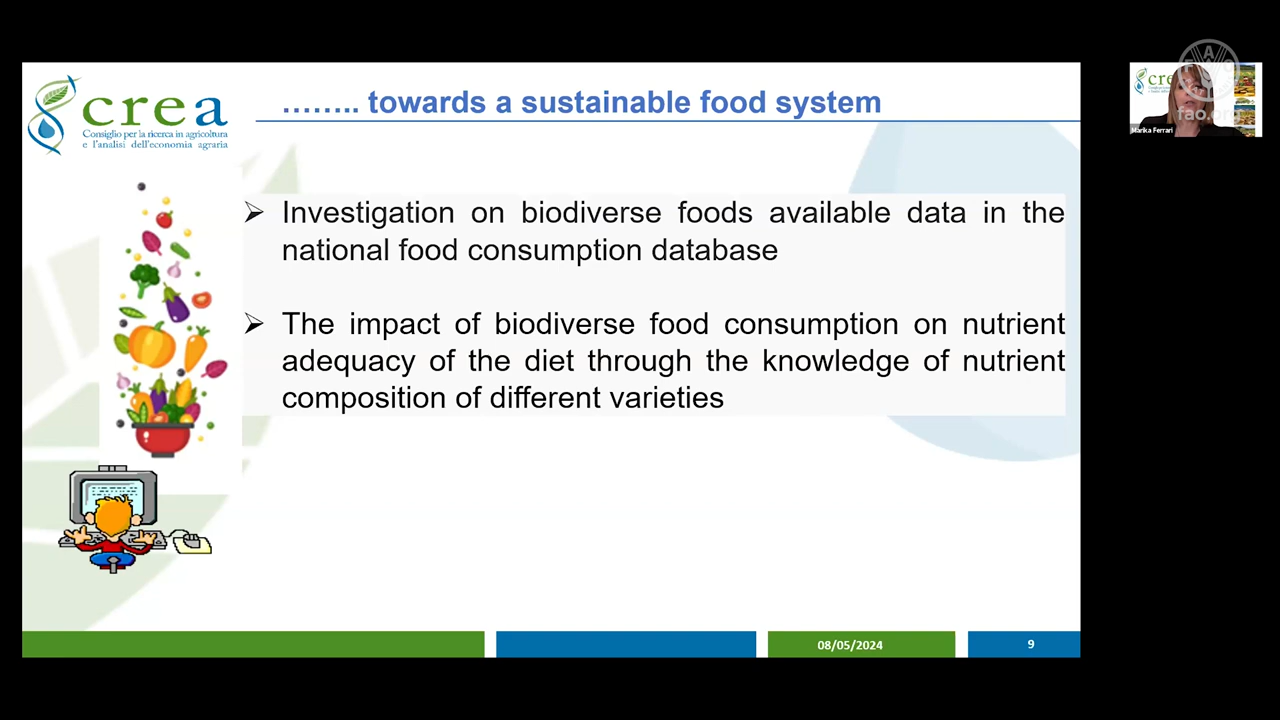 crea
Consiglio per la ricerca in agricoltura
e l'analisi dell'economia agraria
…….. towards a sustainable food system
➢ Investigation on biodiverse foods available data in the
national food consumption database
➢ The impact of biodiverse food consumption on nutrient
adequacy of the diet through the knowledge of nutrient
composition of different varieties
08/05/2024
9
cre
FAO
fao.org
Marika Ferrari